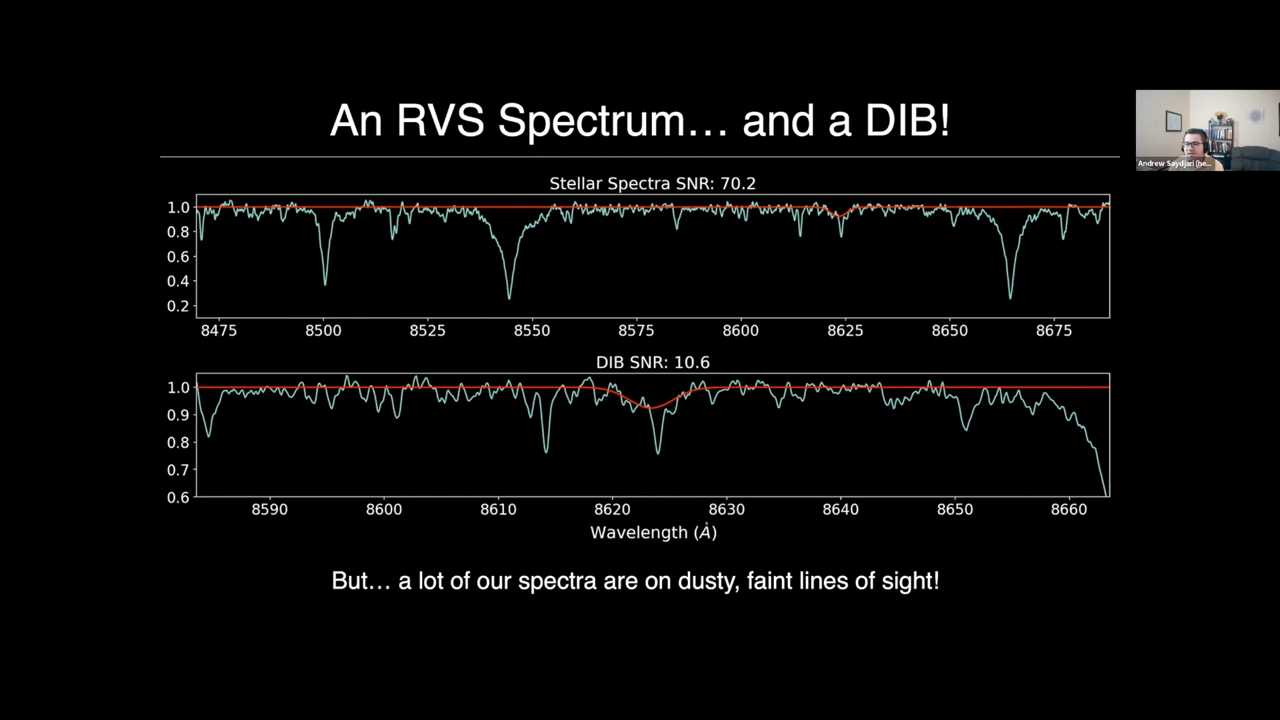 An RVS Spectrum… and a DIB!
Stellar Spectra SNR: 70.2
1.0
0.8
0.6
0.4
0.2
8475 8500 8525 8550 8575 8600 8625 8650 8675
DIB SNR: 10.6
1.0
0.9
0.8
0.7
0.6
8590 8600 8610 8620 8630 8640 8650 8660
Wavelength (Å)
But… a lot of our spectra are on dusty, faint lines of sight!
Andrew Saydjari (he…